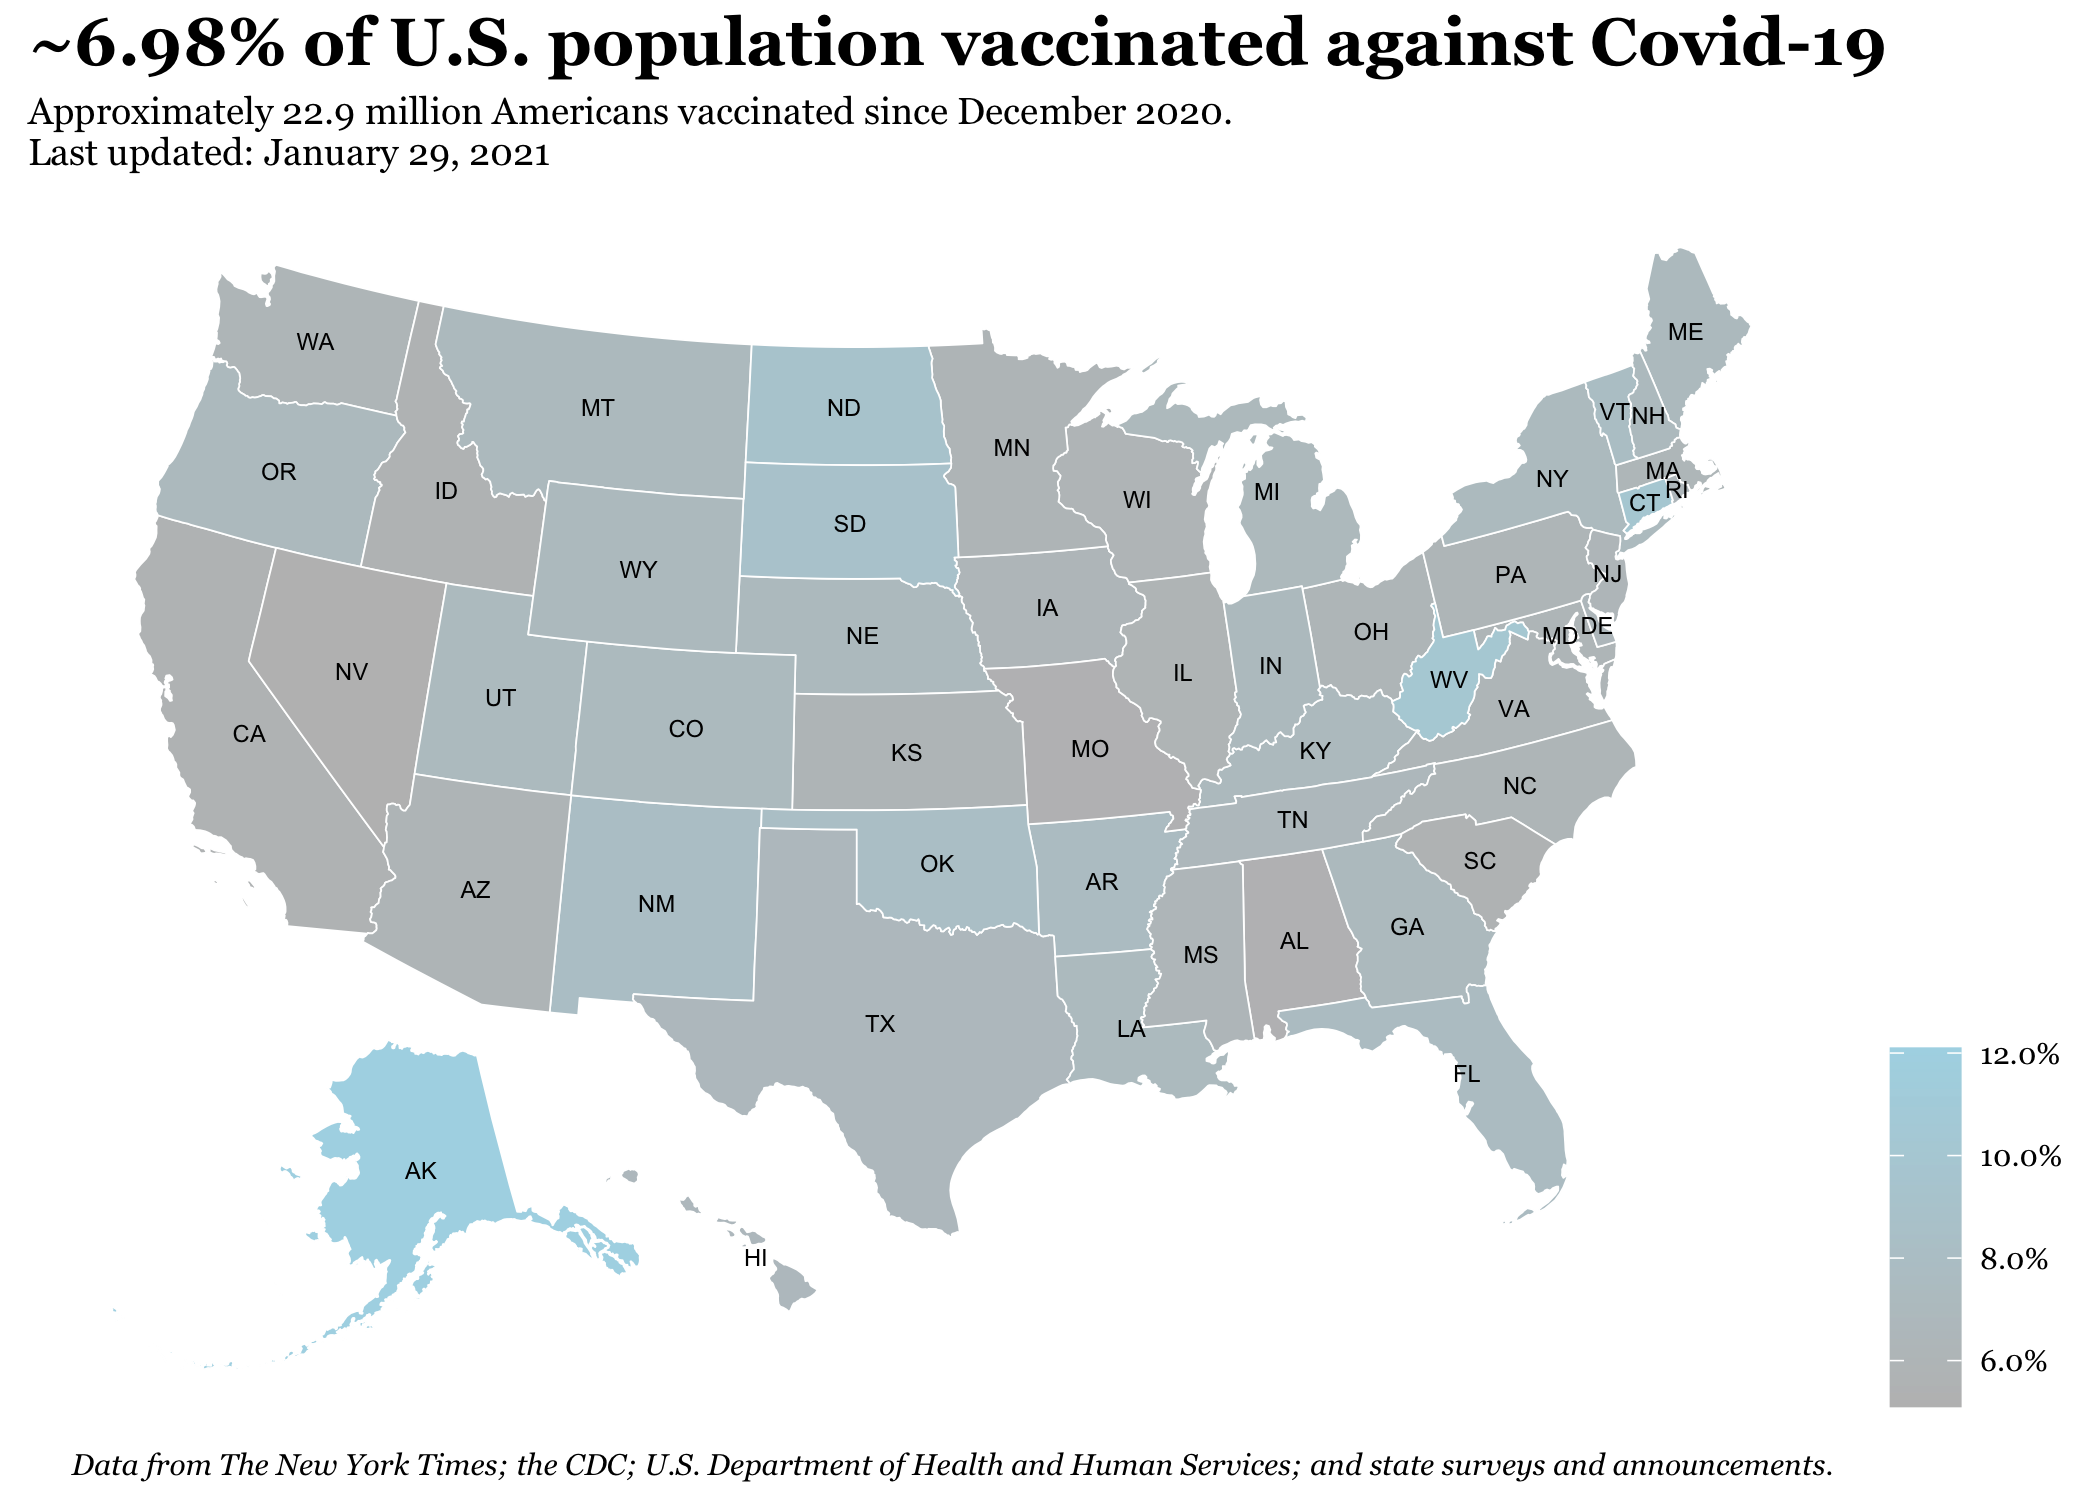 ~6.98% of U.S. population vaccinated against Covid-19
Approximately 22.9 million Americans vaccinated since December 2020.
Last updated: January 29, 2021
WA
ME
MT
ND
VT
NH
MN
OR
MA
NY
ID
RI
MI
WI
CT
SD
WY
PA
NJ
IA
DE
OH
NE
MD
IN
NV
IL
WV
UT
VA
CO
CA
MO
KY
KS
NC
TN
SC
OK
AR
AZ
NM
GA
AL
MS
TX
LA
FL
AK
HI
12.0%
10.0%
8.0%
6.0%
Data from The New York Times; the CDC; U.S. Department of Health and Human Services; and state surveys and announcements.